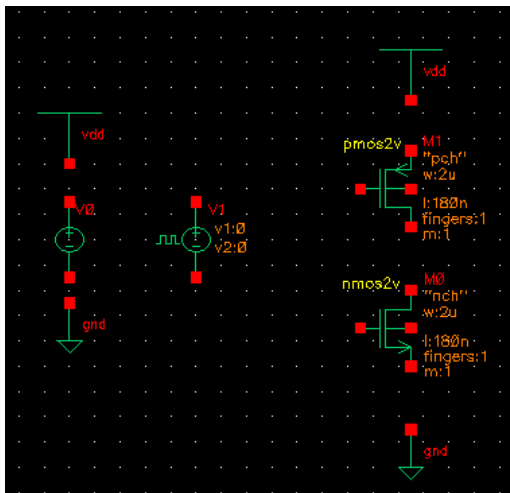 vdd
vdd
pmos2v
M1
"pch"
w:2u
l:180n
fingers:1
m:1
V0
V1
v1:0
v2:0
nmos2v
M0
"nch"
w:2u
l:180n
fingers:1
m:1
gnd
gnd